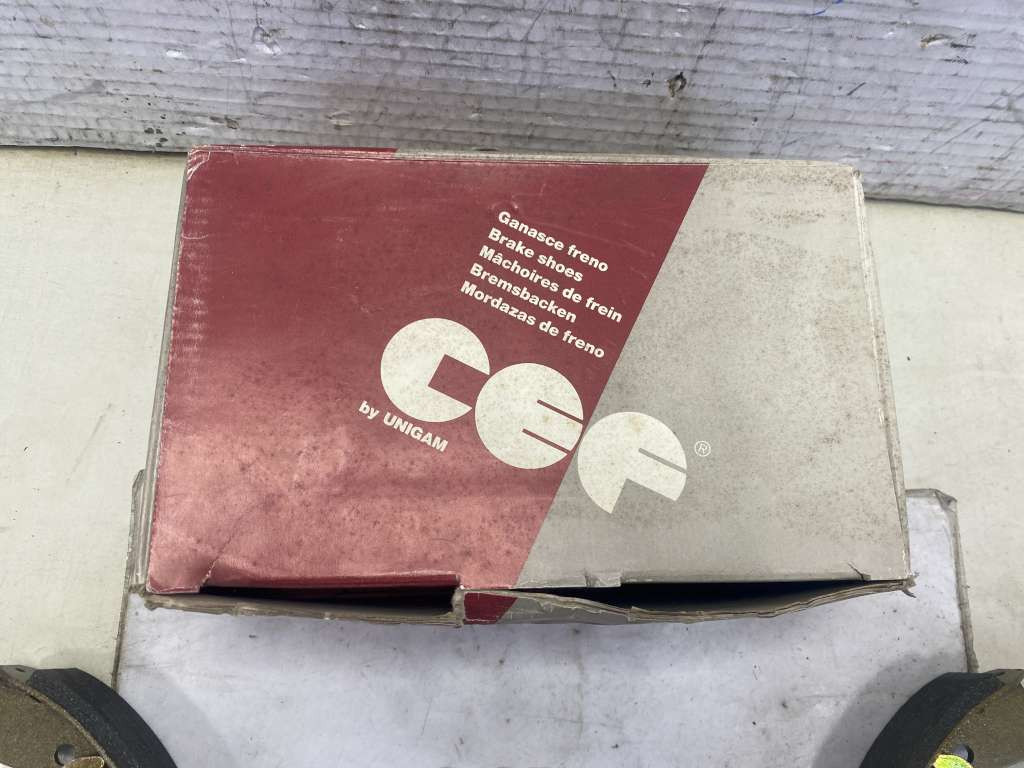 Ganasce freno
Brake shoes
Mâchoires de frein
Bremsbacken
Mordazas de freno
CEF ®
by UNIGAM